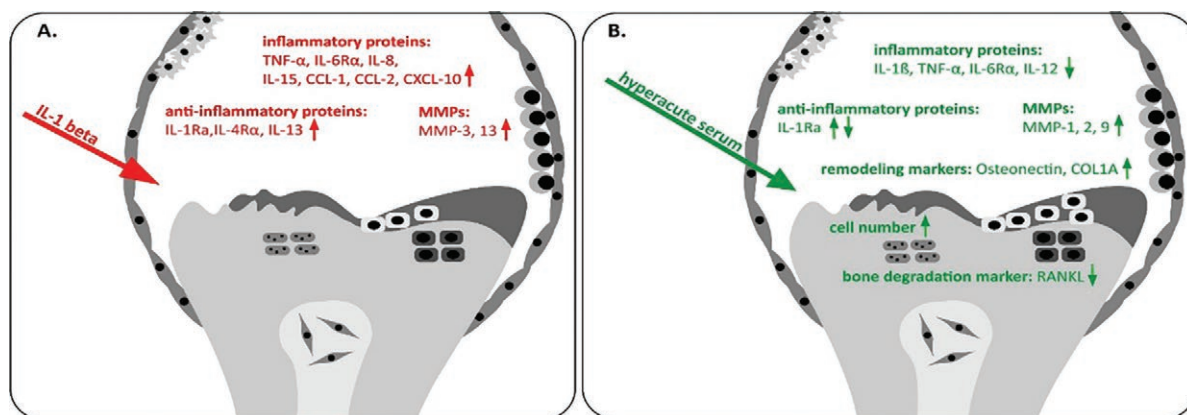 A.
inflammatory proteins:
TNF-α, IL-6Rα, IL-8,
IL-15, CCL-1, CCL-2, CXCL-10
anti-inflammatory proteins:
IL-1Ra,IL-4Rα, IL-13
MMPs:
MMP-3, 13
IL-1 beta
B.
inflammatory proteins:
IL-1ß, TNF-α, IL-6Rα, IL-12
anti-inflammatory proteins:
IL-1Ra
MMPs:
MMP-1, 2, 9
hyperacute serum
remodeling markers: Osteonectin, COL1A
cell number
bone degradation marker: RANKL